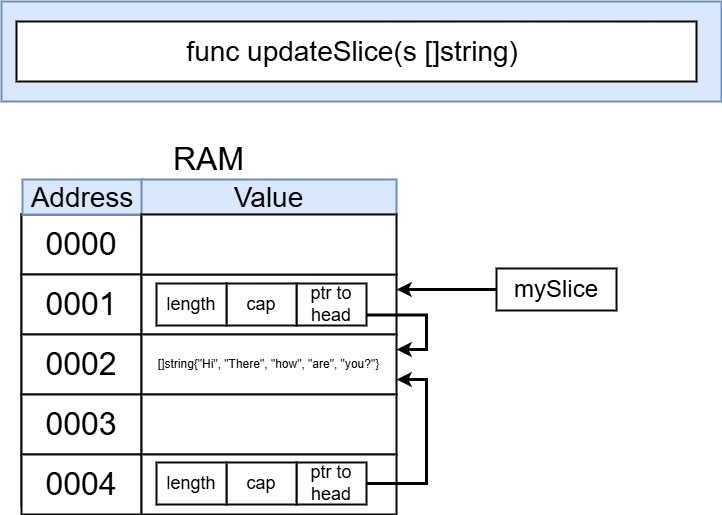 func updateSlice(s []string)
RAM
Address Value
0000
0001 length cap ptr to head
mySlice
0002 []string{"Hi", "There", "how", "are", "you?"}
0003
0004 length cap ptr to head